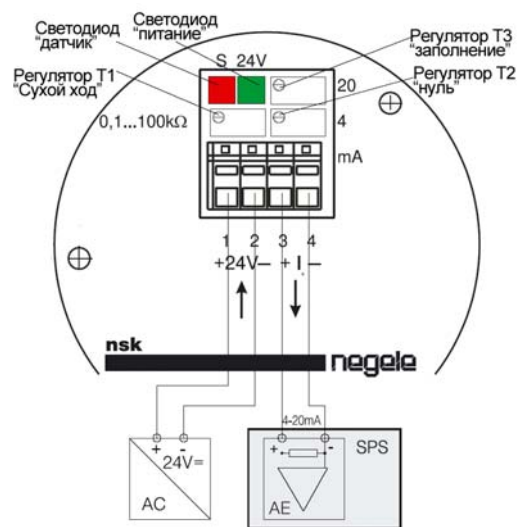 Светодиод
"датчик"
Светодиод
"питание"
Регулятор Т3
"заполнение"
Регулятор Т1
"Сухой ход"
Регулятор Т2
"нуль"
S 24V
20
0,1...100kΩ
4
mA
1 2 3 4
+24V– + I –
nsk
negele
4-20mA
+ -
24V=
AC
+ -
SPS
AE